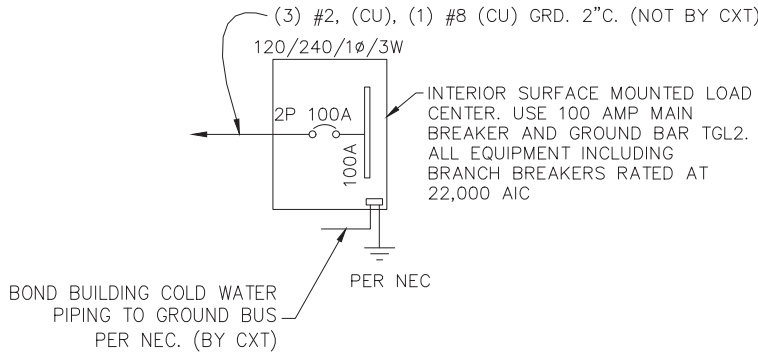 (3) #2, (CU), (1) #8 (CU) GRD. 2"C. (NOT BY CXT)
120/240/1ø/3W
2P 100A
100A
INTERIOR SURFACE MOUNTED LOAD
CENTER. USE 100 AMP MAIN
BREAKER AND GROUND BAR TGL2.
ALL EQUIPMENT INCLUDING
BRANCH BREAKERS RATED AT
22,000 AIC
PER NEC
BOND BUILDING COLD WATER
PIPING TO GROUND BUS
PER NEC. (BY CXT)